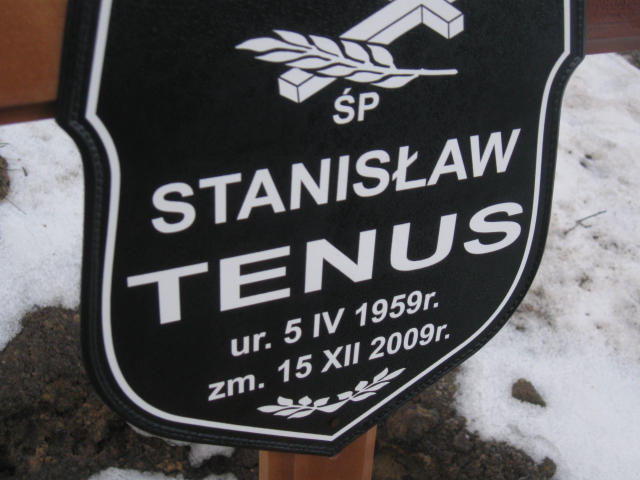 ŚP
STANISŁAW
TENUS
ur. 5 IV 1959r.
zm. 15 XII 2009r.